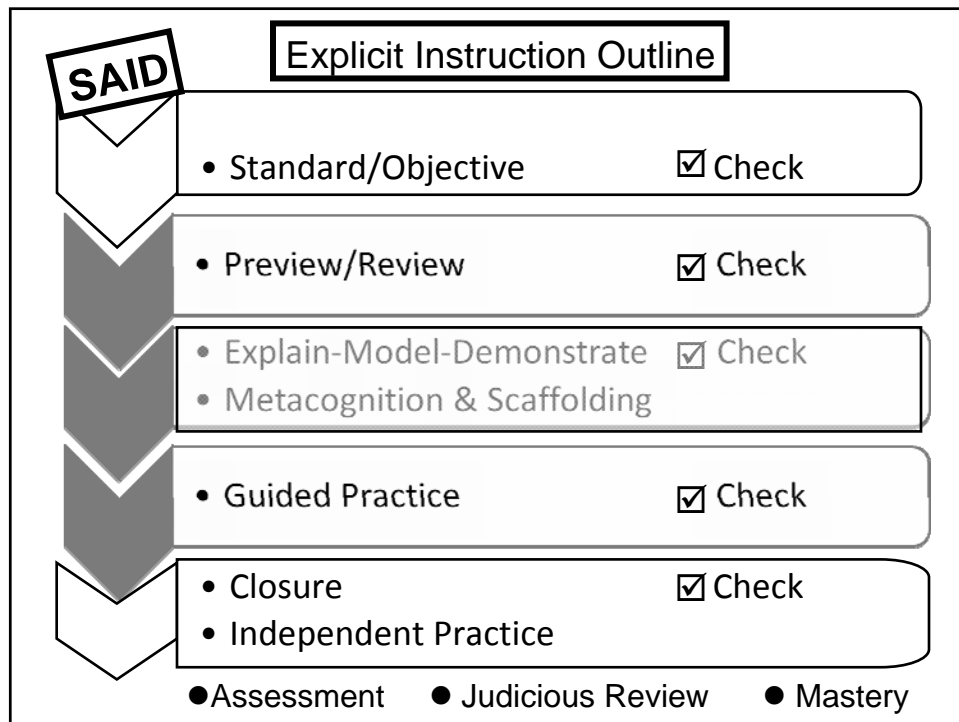 Explicit Instruction Outline
SAID
• Standard/Objective ☑ Check
• Preview/Review ☑ Check
• Explain-Model-Demonstrate ☑ Check
• Metacognition & Scaffolding
• Guided Practice ☑ Check
• Closure ☑ Check
• Independent Practice
●Assessment ● Judicious Review ● Mastery